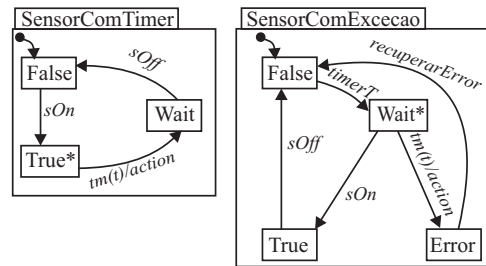 SensorComTimer
False
sOff
sOn
Wait
True*
tm(t)/action
SensorComExcecao
False
recuperarError
timerT
Wait*
sOff
sOn
tm(t)/action
True
Error